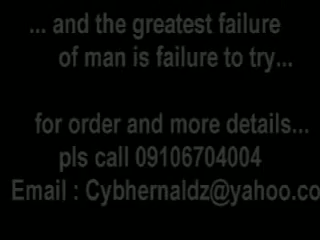 ... and the greatest failure
of man is failure to try...
for order and more details...
pls call 09106704004
Email : Cybhernaldz@yahoo.co